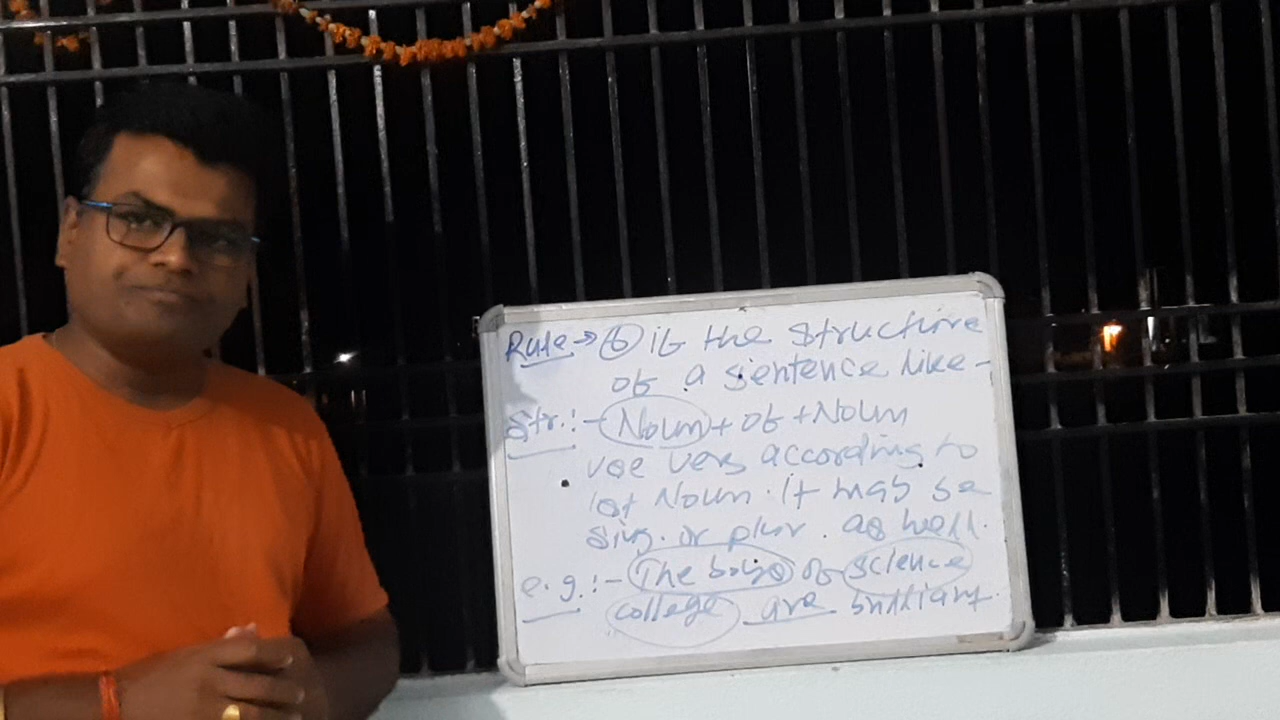 Rule→ ⑥ if the structure
of a sentence like-
Str.:- Noun + of + Noun
Use verb according to
1st Noun. It may be
sing. or plur. as well.
e.g.:- The boys of science
college are brilliant.